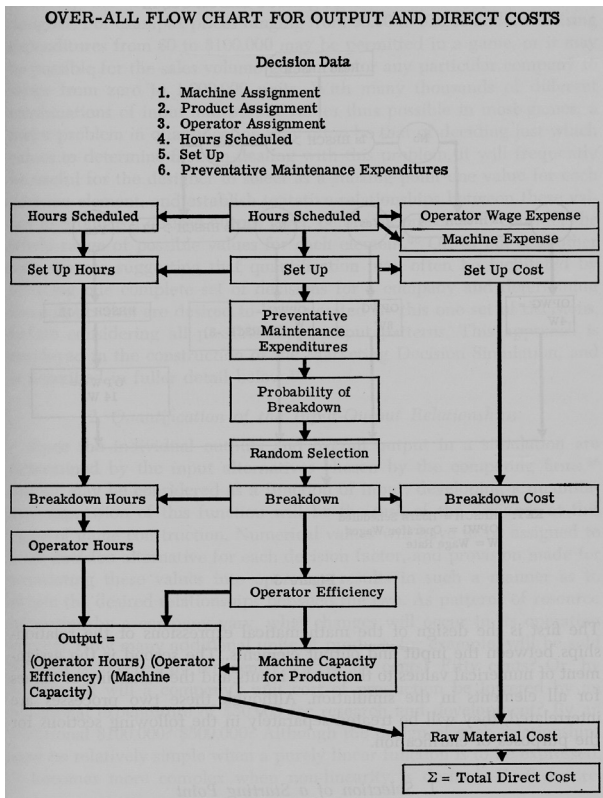 OVER-ALL FLOW CHART FOR OUTPUT AND DIRECT COSTS
Decision Data
1. Machine Assignment
2. Product Assignment
3. Operator Assignment
4. Hours Scheduled
5. Set Up
6. Preventative Maintenance Expenditures
Hours Scheduled
Hours Scheduled
Operator Wage Expense
Machine Expense
Set Up Hours
Set Up
Set Up Cost
Preventative
Maintenance
Expenditures
Probability of
Breakdown
Random Selection
Breakdown Hours
Breakdown
Breakdown Cost
Operator Hours
Operator Efficiency
Output =
(Operator Hours) (Operator
Efficiency) (Machine
Capacity)
Machine Capacity
for Production
Raw Material Cost
Σ = Total Direct Cost